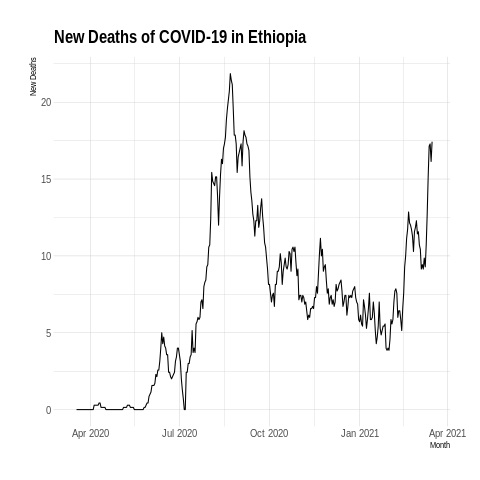 New Deaths of COVID-19 in Ethiopia
New Deaths
20
15
10
5
0
Apr 2020 Jul 2020 Oct 2020 Jan 2021 Apr 2021
Month